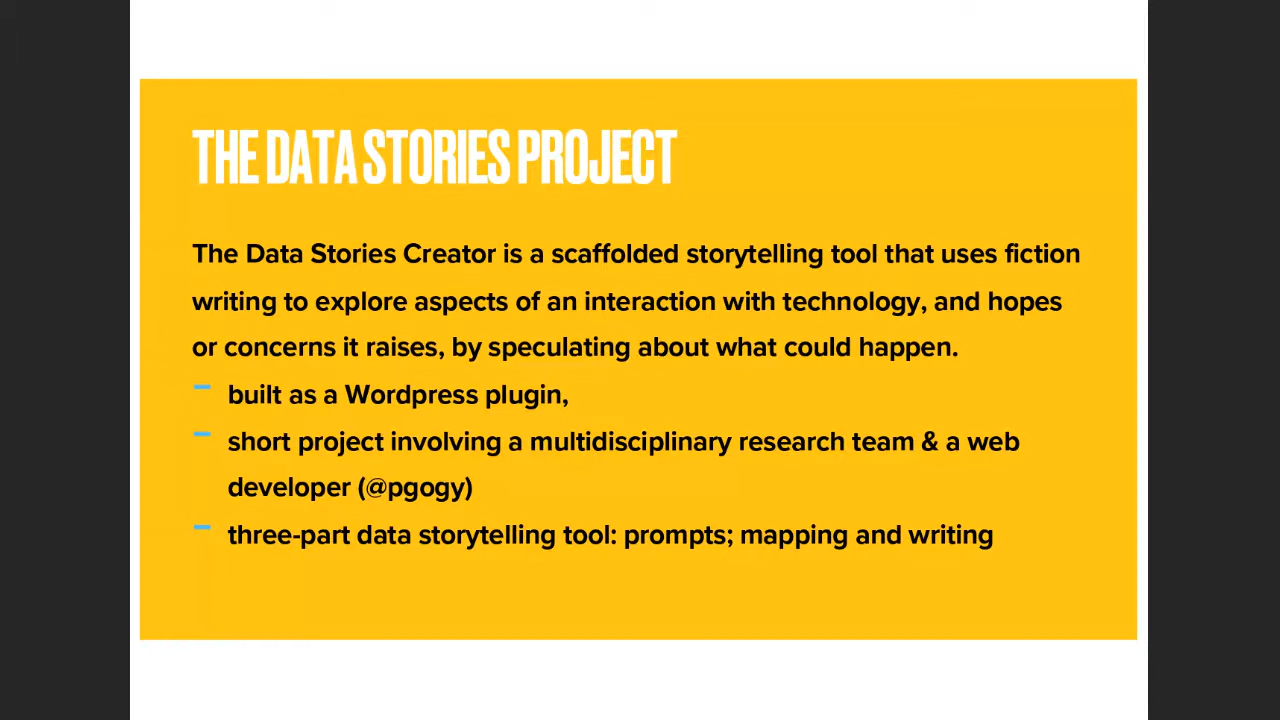 THE DATA STORIES PROJECT
The Data Stories Creator is a scaffolded storytelling tool that uses fiction
writing to explore aspects of an interaction with technology, and hopes
or concerns it raises, by speculating about what could happen.
– built as a Wordpress plugin,
– short project involving a multidisciplinary research team & a web
developer (@pgogy)
– three-part data storytelling tool: prompts; mapping and writing